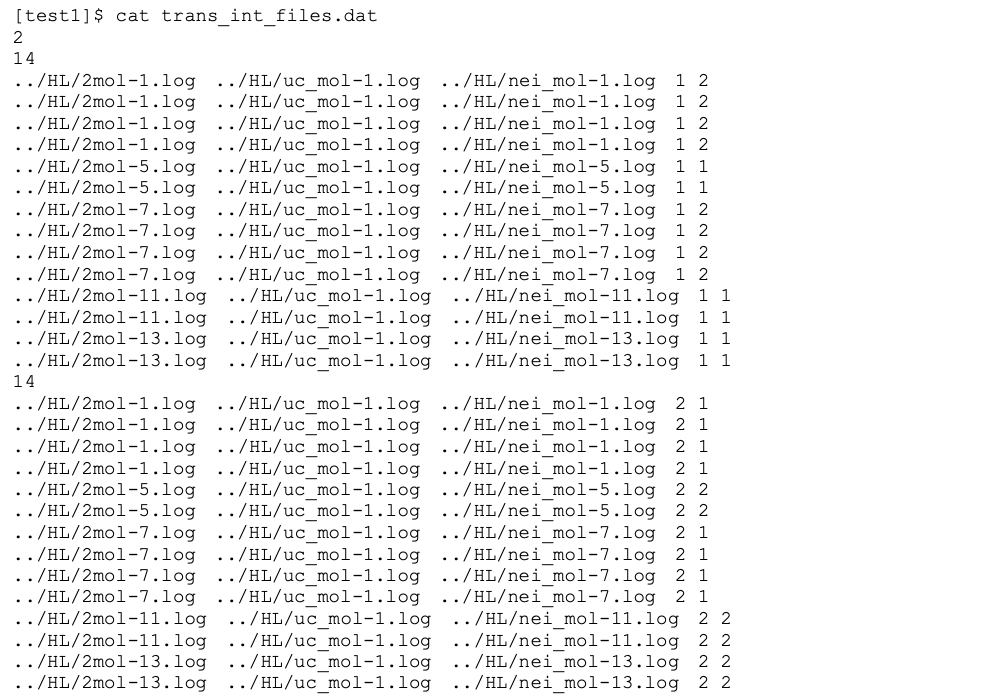 [test1]$ cat trans_int_files.dat
2
14
../HL/2mol-1.log  ../HL/uc_mol-1.log  ../HL/nei_mol-1.log  1 2
../HL/2mol-1.log  ../HL/uc_mol-1.log  ../HL/nei_mol-1.log  1 2
../HL/2mol-1.log  ../HL/uc_mol-1.log  ../HL/nei_mol-1.log  1 2
../HL/2mol-1.log  ../HL/uc_mol-1.log  ../HL/nei_mol-1.log  1 2
../HL/2mol-5.log  ../HL/uc_mol-1.log  ../HL/nei_mol-5.log  1 1
../HL/2mol-5.log  ../HL/uc_mol-1.log  ../HL/nei_mol-5.log  1 1
../HL/2mol-7.log  ../HL/uc_mol-1.log  ../HL/nei_mol-7.log  1 2
../HL/2mol-7.log  ../HL/uc_mol-1.log  ../HL/nei_mol-7.log  1 2
../HL/2mol-7.log  ../HL/uc_mol-1.log  ../HL/nei_mol-7.log  1 2
../HL/2mol-7.log  ../HL/uc_mol-1.log  ../HL/nei_mol-7.log  1 2
../HL/2mol-11.log  ../HL/uc_mol-1.log  ../HL/nei_mol-11.log  1 1
../HL/2mol-11.log  ../HL/uc_mol-1.log  ../HL/nei_mol-11.log  1 1
../HL/2mol-13.log  ../HL/uc_mol-1.log  ../HL/nei_mol-13.log  1 1
../HL/2mol-13.log  ../HL/uc_mol-1.log  ../HL/nei_mol-13.log  1 1
14
../HL/2mol-1.log  ../HL/uc_mol-1.log  ../HL/nei_mol-1.log  2 1
../HL/2mol-1.log  ../HL/uc_mol-1.log  ../HL/nei_mol-1.log  2 1
../HL/2mol-1.log  ../HL/uc_mol-1.log  ../HL/nei_mol-1.log  2 1
../HL/2mol-1.log  ../HL/uc_mol-1.log  ../HL/nei_mol-1.log  2 1
../HL/2mol-5.log  ../HL/uc_mol-1.log  ../HL/nei_mol-5.log  2 2
../HL/2mol-5.log  ../HL/uc_mol-1.log  ../HL/nei_mol-5.log  2 2
../HL/2mol-7.log  ../HL/uc_mol-1.log  ../HL/nei_mol-7.log  2 1
../HL/2mol-7.log  ../HL/uc_mol-1.log  ../HL/nei_mol-7.log  2 1
../HL/2mol-7.log  ../HL/uc_mol-1.log  ../HL/nei_mol-7.log  2 1
../HL/2mol-7.log  ../HL/uc_mol-1.log  ../HL/nei_mol-7.log  2 1
../HL/2mol-11.log  ../HL/uc_mol-1.log  ../HL/nei_mol-11.log  2 2
../HL/2mol-11.log  ../HL/uc_mol-1.log  ../HL/nei_mol-11.log  2 2
../HL/2mol-13.log  ../HL/uc_mol-1.log  ../HL/nei_mol-13.log  2 2
../HL/2mol-13.log  ../HL/uc_mol-1.log  ../HL/nei_mol-13.log  2 2